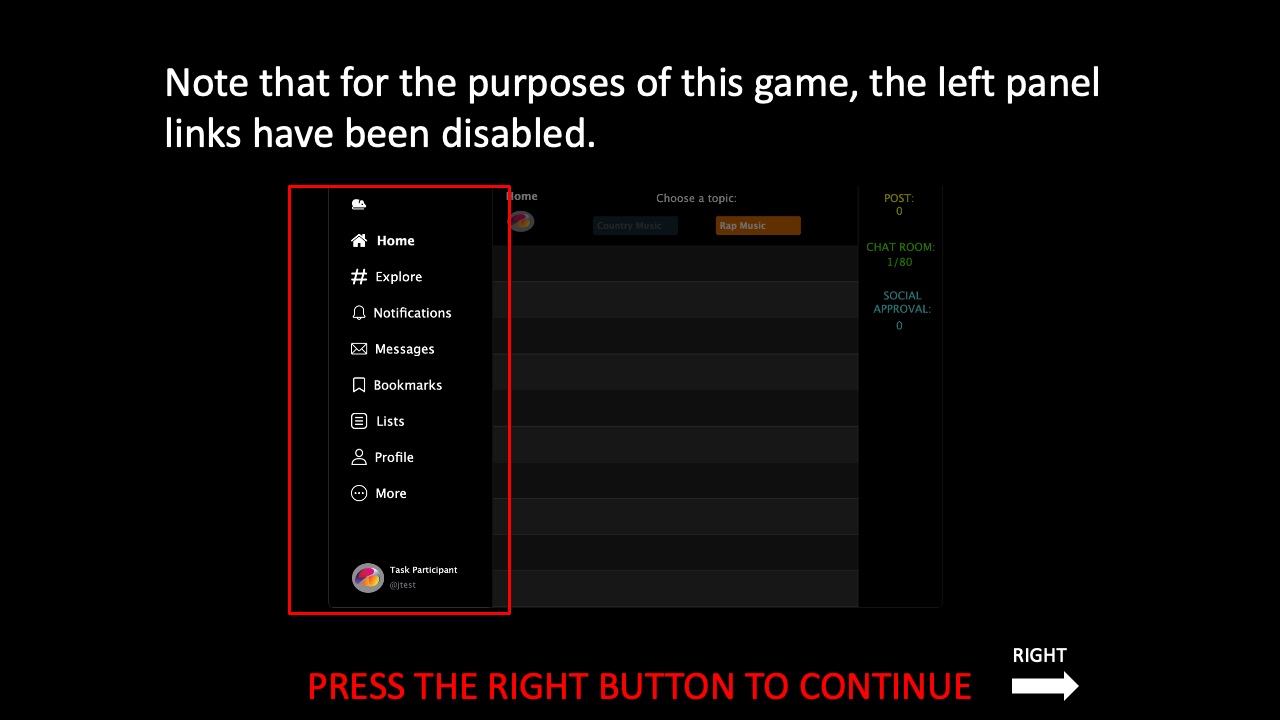 Note that for the purposes of this game, the left panel
links have been disabled.
Home
Explore
Notifications
Messages
Bookmarks
Lists
Profile
More
Task Participant
@jtest
Home
Choose a topic:
Country Music
Rap Music
POST:
0
CHAT ROOM:
1/80
SOCIAL
APPROVAL:
0
RIGHT
PRESS THE RIGHT BUTTON TO CONTINUE